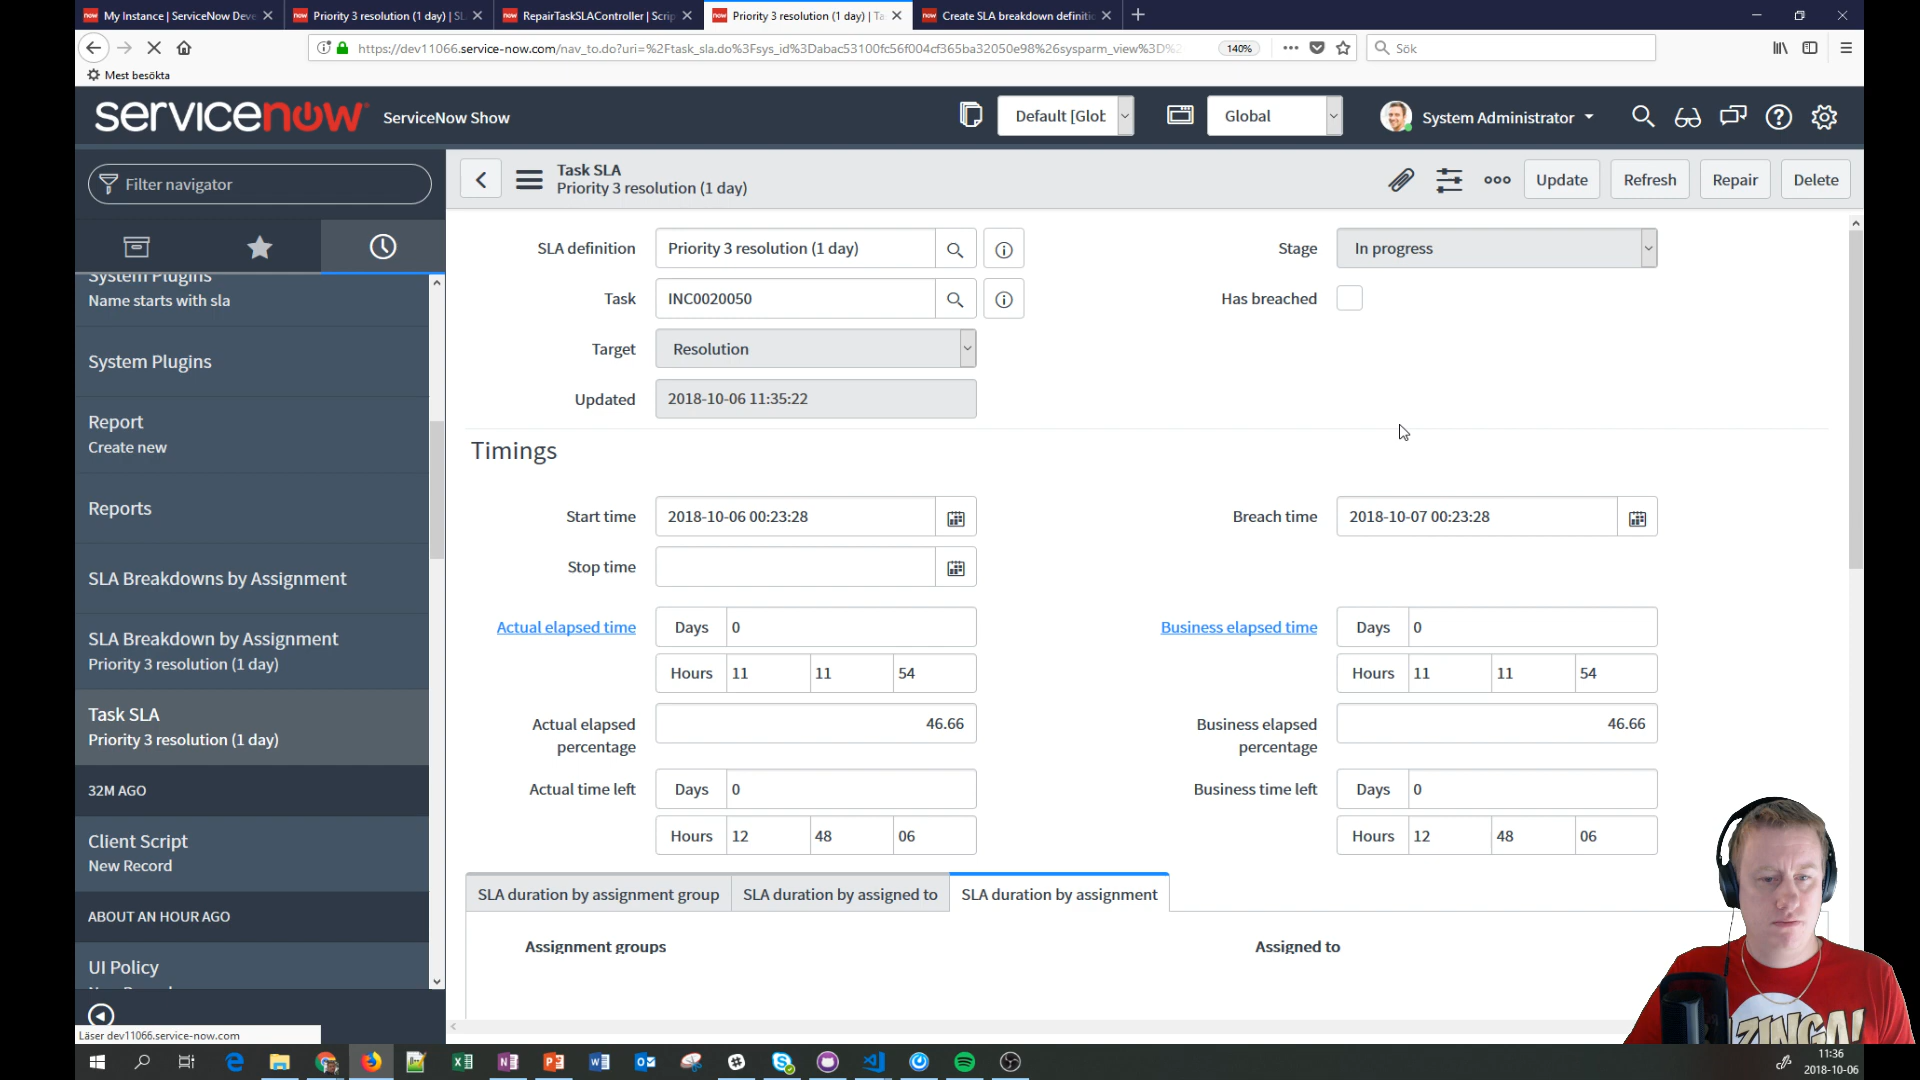 My Instance | ServiceNow Deve
Priority 3 resolution (1 day) | SL
RepairTaskSLAController | Scrip
Priority 3 resolution (1 day) | Ta
Create SLA breakdown definitio
https://dev11066.service-now.com/nav_to.do?uri=%2Ftask_sla.do%3Fsys_id%3Dabac53100fc56f004cf365ba32050e98%26sysparm_view%3D%2
140%
Sök
Mest besökta
servicenow
ServiceNow Show
Default [Glob
Global
System Administrator
Filter navigator
Task SLA
Priority 3 resolution (1 day)
Update
Refresh
Repair
Delete
System Plugins
Name starts with sla
System Plugins
Report
Create new
Reports
SLA Breakdowns by Assignment
SLA Breakdown by Assignment
Priority 3 resolution (1 day)
Task SLA
Priority 3 resolution (1 day)
32M AGO
Client Script
New Record
ABOUT AN HOUR AGO
UI Policy
New Record
Läser dev11066.service-now.com
SLA definition
Priority 3 resolution (1 day)
Stage
In progress
Task
INC0020050
Has breached
Target
Resolution
Updated
2018-10-06 11:35:22
Timings
Start time
2018-10-06 00:23:28
Breach time
2018-10-07 00:23:28
Stop time
Actual elapsed time
Days 0
Hours 11 11 54
Business elapsed time
Days 0
Hours 11 11 54
Actual elapsed
percentage
46.66
Business elapsed
percentage
46.66
Actual time left
Days 0
Hours 12 48 06
Business time left
Days 0
Hours 12 48 06
SLA duration by assignment group
SLA duration by assigned to
SLA duration by assignment
Assignment groups
Assigned to
ZINGA!
11:36
2018-10-06